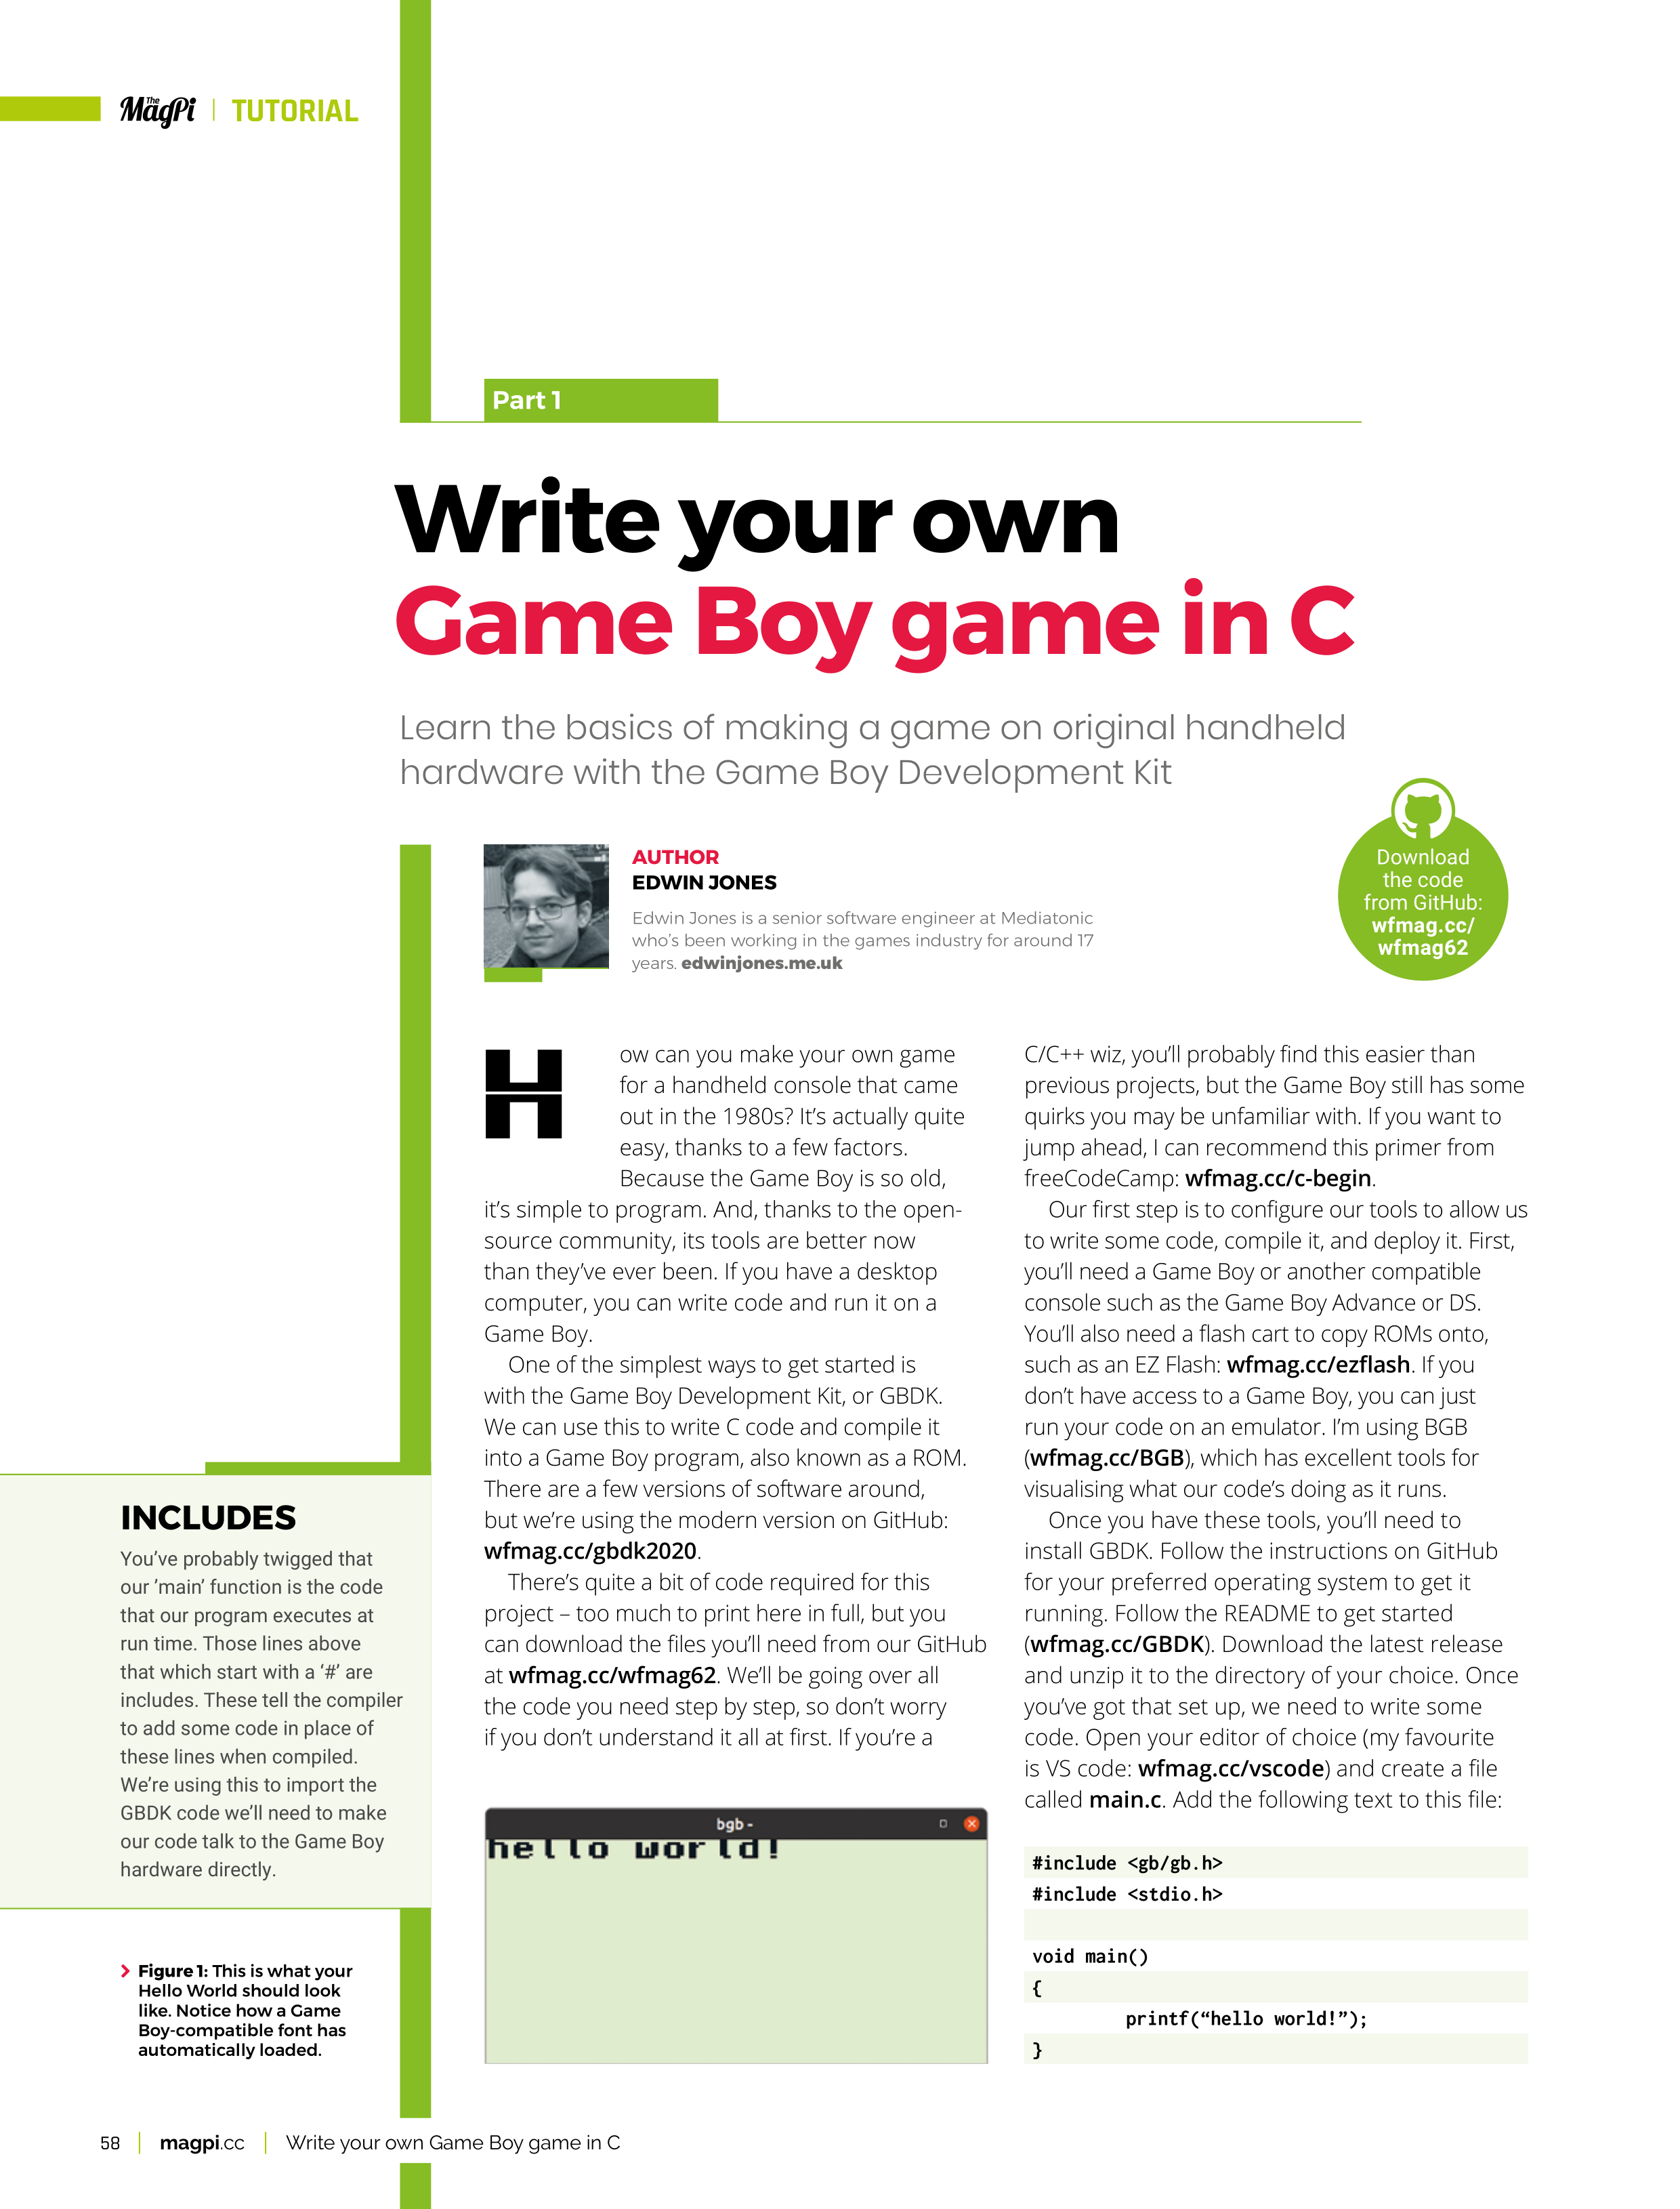 The MagPi | TUTORIAL
Part 1
Write your own
Game Boy game in C
Learn the basics of making a game on original handheld
hardware with the Game Boy Development Kit
AUTHOR
EDWIN JONES
Edwin Jones is a senior software engineer at Mediatonic
who's been working in the games industry for around 17
years. edwinjones.me.uk
Download
the code
from GitHub:
wfmag.cc/
wfmag62
How can you make your own game
for a handheld console that came
out in the 1980s? It's actually quite
easy, thanks to a few factors.
Because the Game Boy is so old,
it's simple to program. And, thanks to the open-
source community, its tools are better now
than they've ever been. If you have a desktop
computer, you can write code and run it on a
Game Boy.
One of the simplest ways to get started is
with the Game Boy Development Kit, or GBDK.
We can use this to write C code and compile it
into a Game Boy program, also known as a ROM.
There are a few versions of software around,
but we're using the modern version on GitHub:
wfmag.cc/gbdk2020.
There's quite a bit of code required for this
project – too much to print here in full, but you
can download the files you'll need from our GitHub
at wfmag.cc/wfmag62. We'll be going over all
the code you need step by step, so don't worry
if you don't understand it all at first. If you're a
C/C++ wiz, you'll probably find this easier than
previous projects, but the Game Boy still has some
quirks you may be unfamiliar with. If you want to
jump ahead, I can recommend this primer from
freeCodeCamp: wfmag.cc/c-begin.
Our first step is to configure our tools to allow us
to write some code, compile it, and deploy it. First,
you'll need a Game Boy or another compatible
console such as the Game Boy Advance or DS.
You'll also need a flash cart to copy ROMs onto,
such as an EZ Flash: wfmag.cc/ezflash. If you
don't have access to a Game Boy, you can just
run your code on an emulator. I'm using BGB
(wfmag.cc/BGB), which has excellent tools for
visualising what our code's doing as it runs.
Once you have these tools, you'll need to
install GBDK. Follow the instructions on GitHub
for your preferred operating system to get it
running. Follow the README to get started
(wfmag.cc/GBDK). Download the latest release
and unzip it to the directory of your choice. Once
you've got that set up, we need to write some
code. Open your editor of choice (my favourite
is VS code: wfmag.cc/vscode) and create a file
called main.c. Add the following text to this file:
#include <gb/gb.h>
#include <stdio.h>
void main()
{
printf(“hello world!”);
}
bgb -
hello world!
INCLUDES
You've probably twigged that
our 'main' function is the code
that our program executes at
run time. Those lines above
that which start with a '#' are
includes. These tell the compiler
to add some code in place of
these lines when compiled.
We're using this to import the
GBDK code we'll need to make
our code talk to the Game Boy
hardware directly.
Figure 1: This is what your
Hello World should look
like. Notice how a Game
Boy-compatible font has
automatically loaded.
58 | magpi.cc | Write your own Game Boy game in C